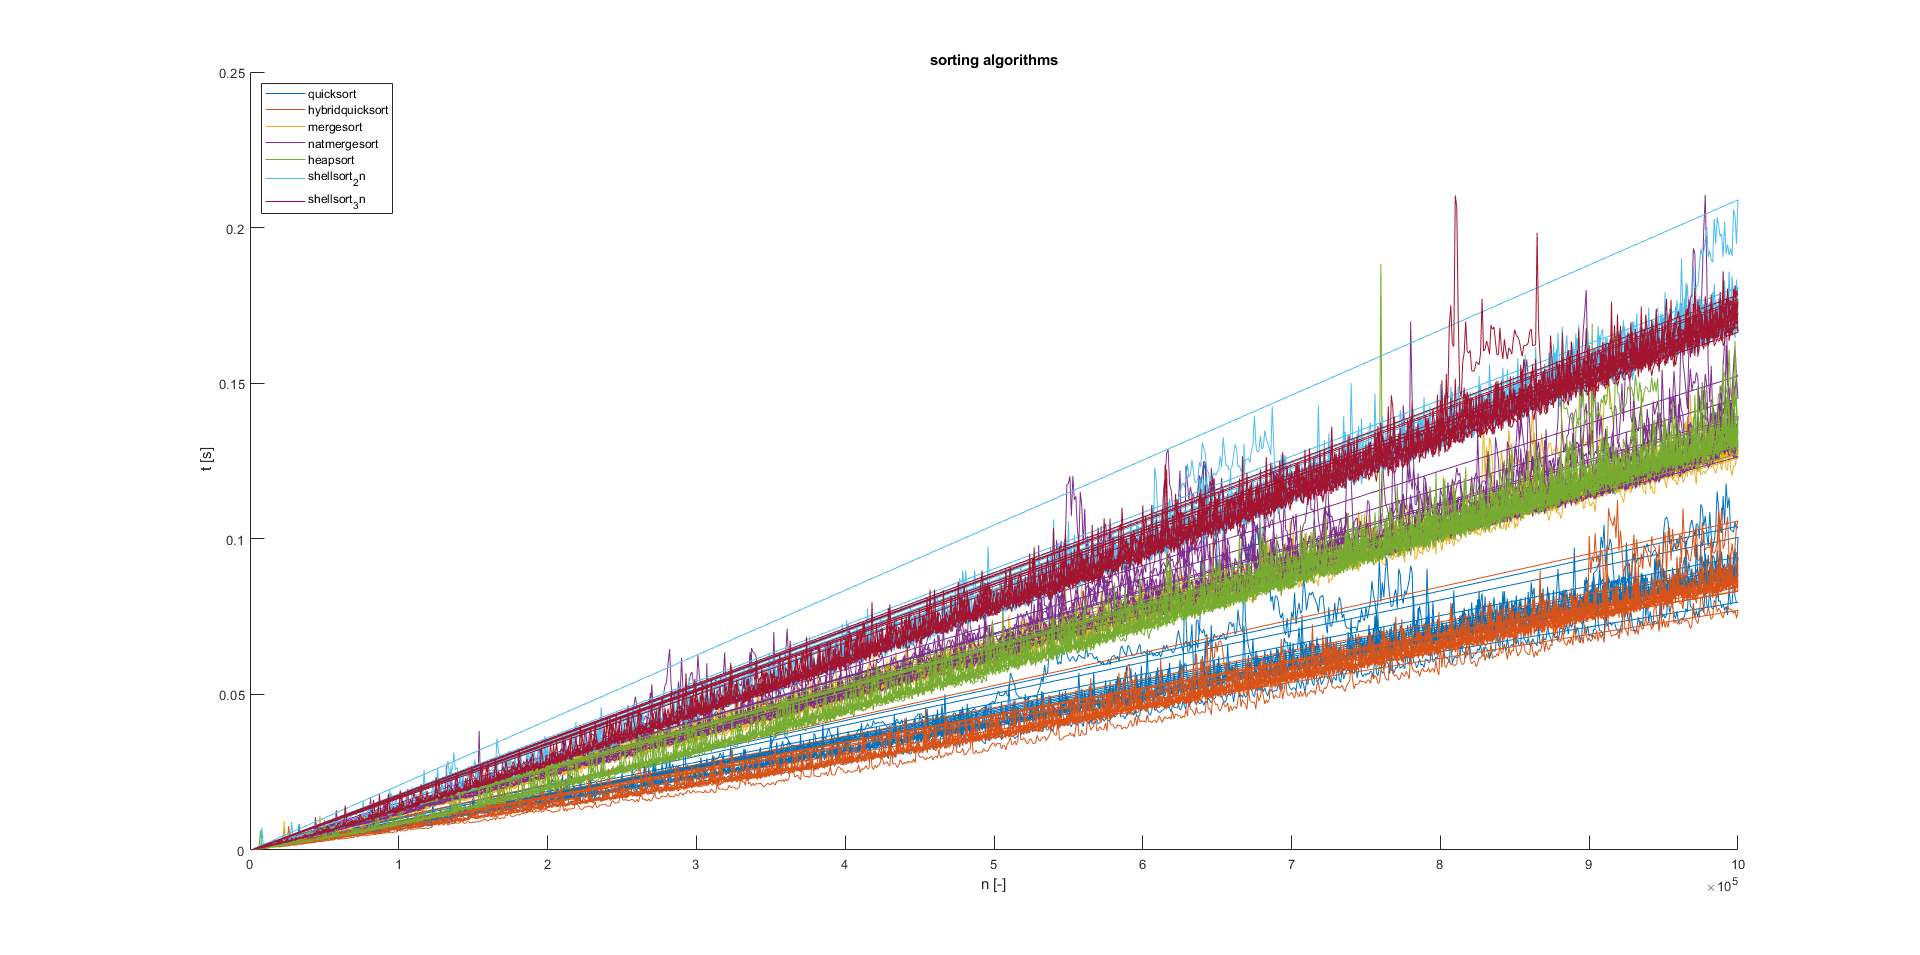 sorting algorithms
0.25
quicksort
hybridquicksort
mergesort
natmergesort
heapsort
shellsort2n
shellsort3n
0.2
0.15
t [s]
0.1
0.05
0
0 1 2 3 4 5 6 7 8 9 10
n [-]
×10^5